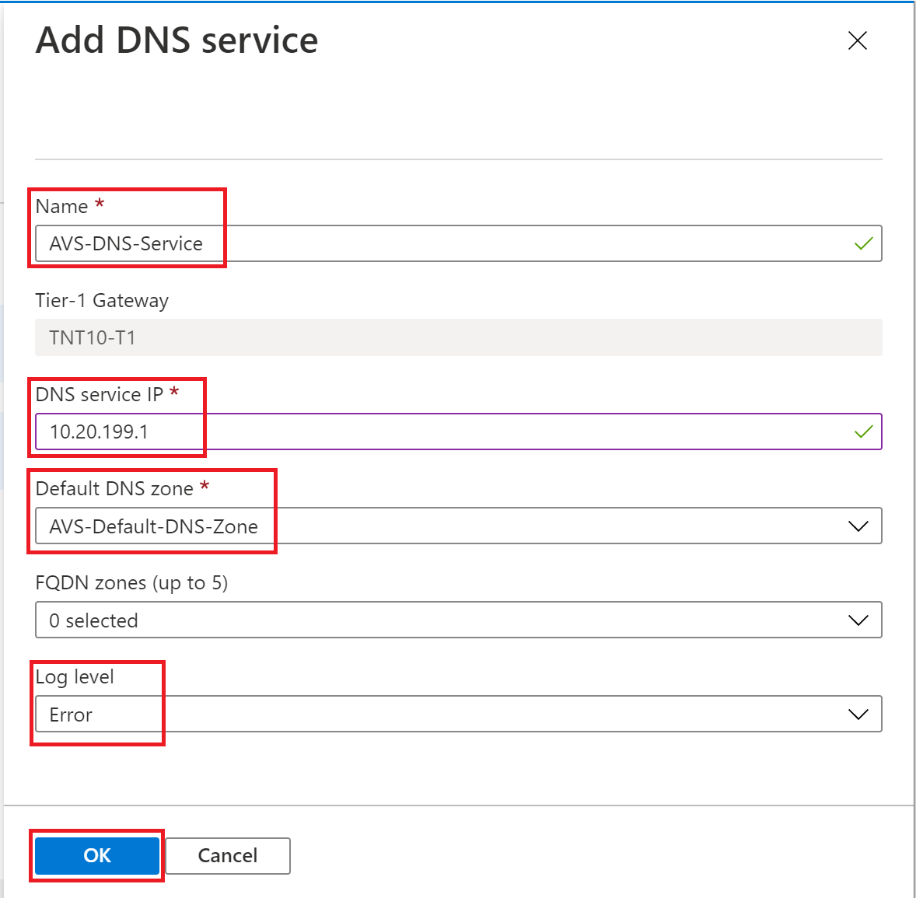 Add DNS service
Name *
AVS-DNS-Service
Tier-1 Gateway
TNT10-T1
DNS service IP *
10.20.199.1
Default DNS zone *
AVS-Default-DNS-Zone
FQDN zones (up to 5)
0 selected
Log level
Error
OK Cancel